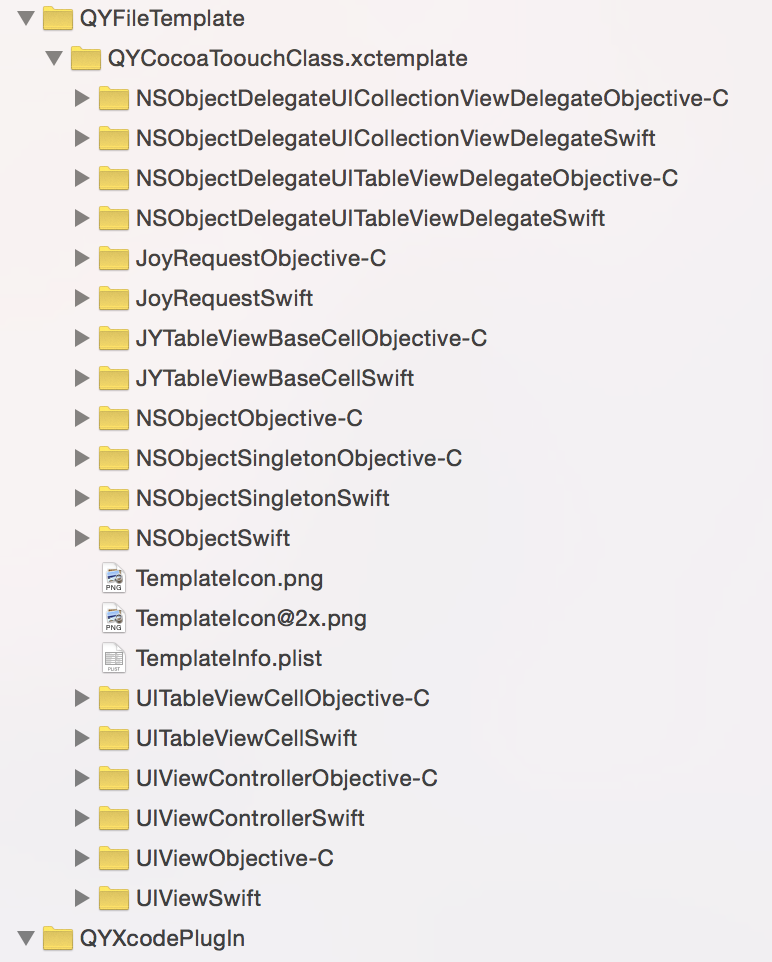 QYFileTemplate
QYCocoaToouchClass.xctemplate
NSObjectDelegateUICollectionViewDelegateObjective-C
NSObjectDelegateUICollectionViewDelegateSwift
NSObjectDelegateUITableViewDelegateObjective-C
NSObjectDelegateUITableViewDelegateSwift
JoyRequestObjective-C
JoyRequestSwift
JYTableViewBaseCellObjective-C
JYTableViewBaseCellSwift
NSObjectObjective-C
NSObjectSingletonObjective-C
NSObjectSingletonSwift
NSObjectSwift
PNG TemplateIcon.png
PNG TemplateIcon@2x.png
PLIST TemplateInfo.plist
UITableViewCellObjective-C
UITableViewCellSwift
UIViewControllerObjective-C
UIViewControllerSwift
UIViewObjective-C
UIViewSwift
QYXcodePlugIn